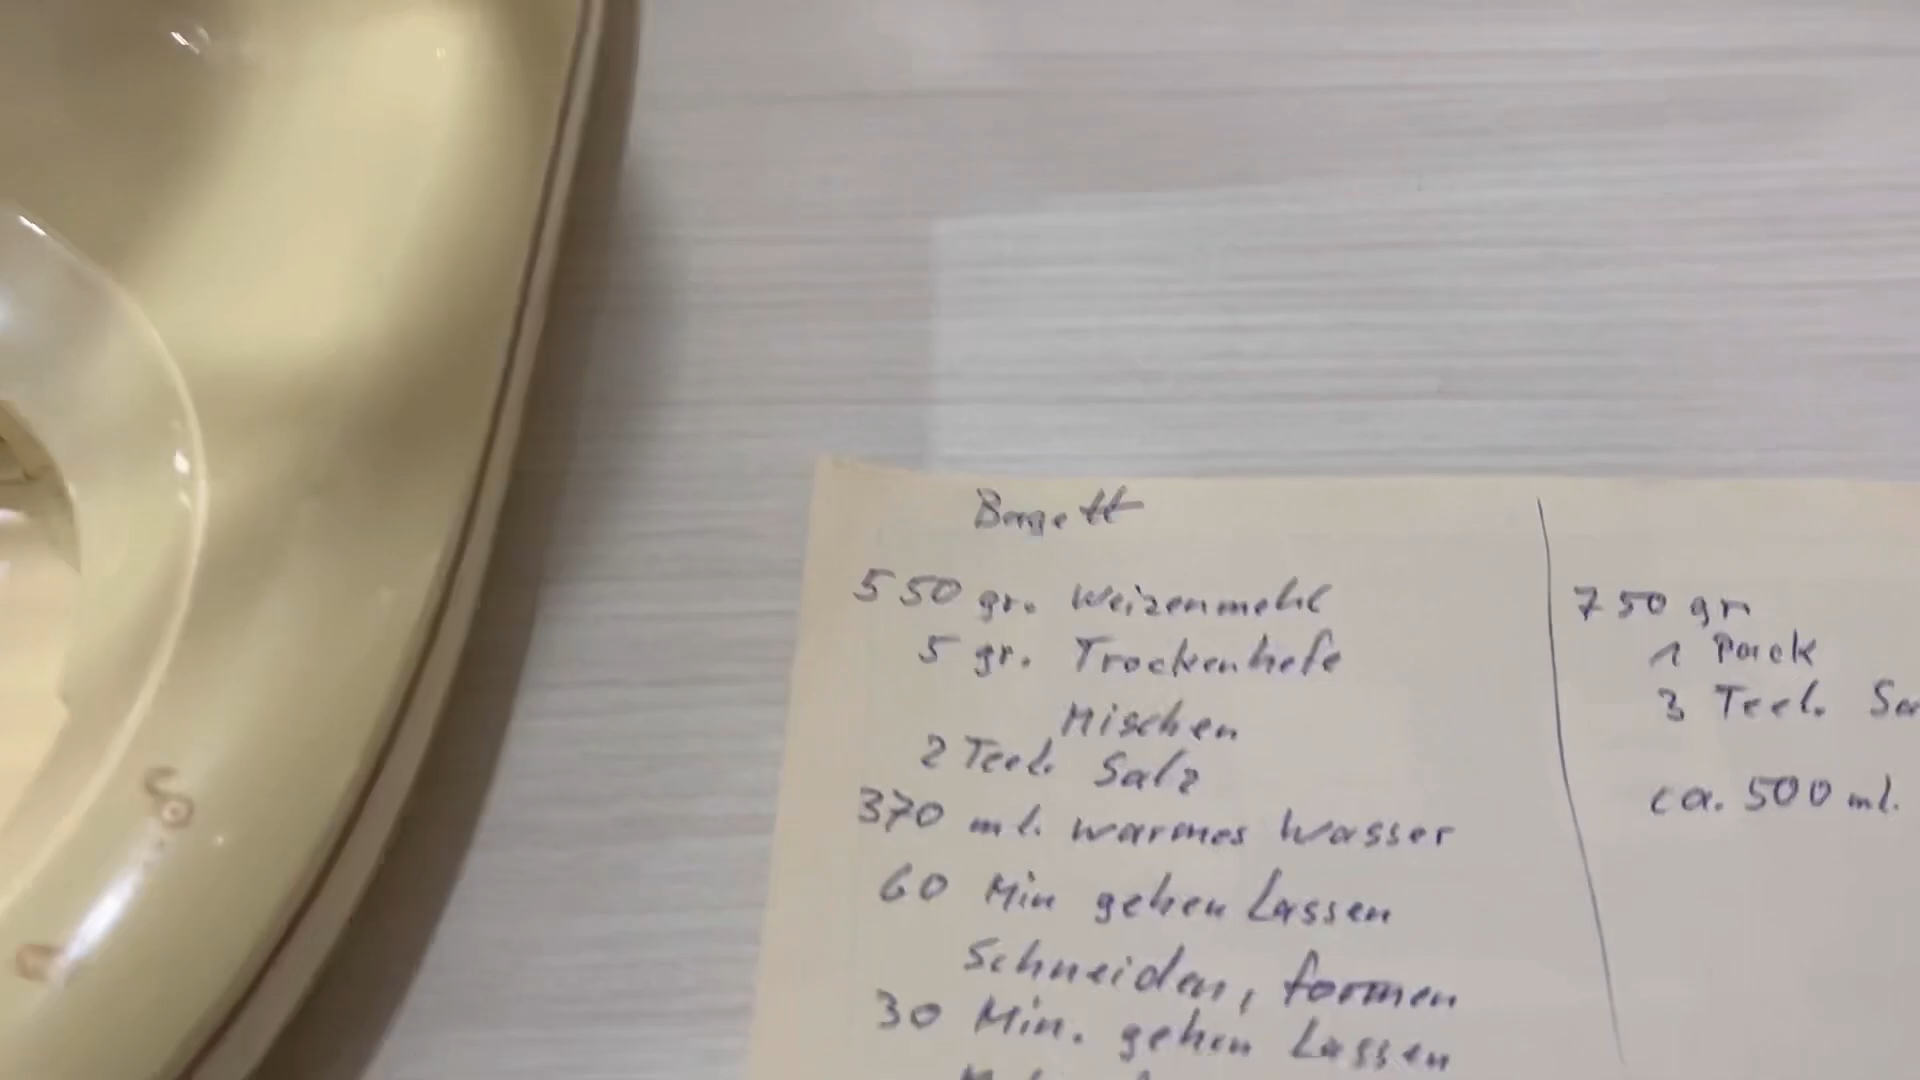 Bagett
550 gr. Weizenmehl
5 gr. Trockenhefe
Mischen
2 Teel. Salz
370 ml. warmes Wasser
60 Min gehen Lassen
Schneiden, formen
30 Min. gehen Lassen
750 gr
1 Pack
3 Teel.
ca. 500 ml.